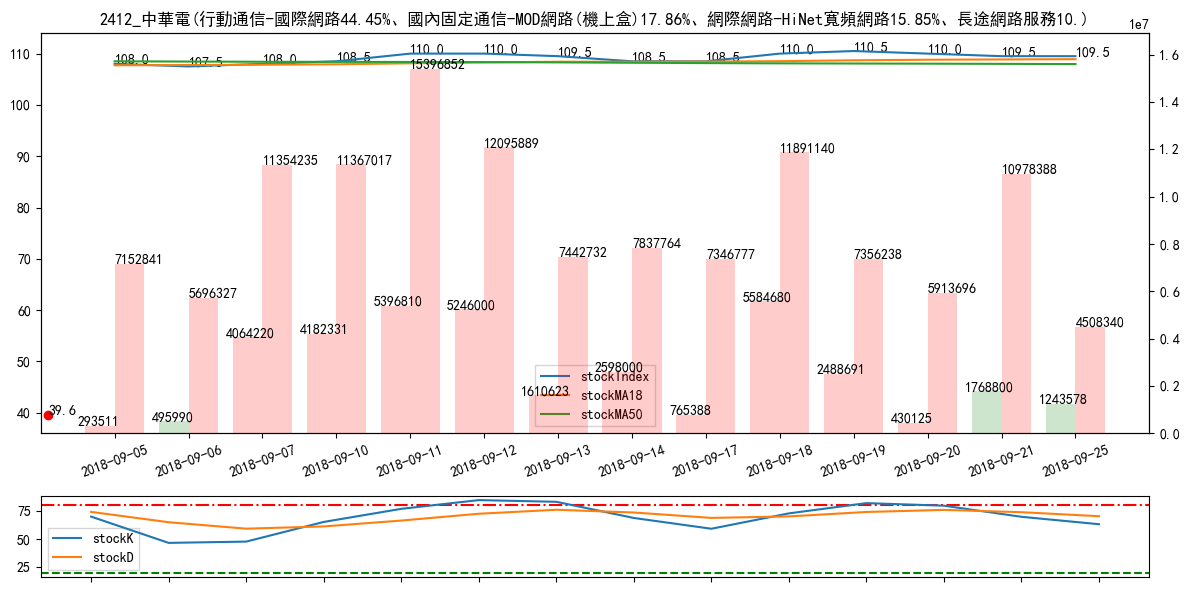 2412_中華電(行動通信-國際網路44.45%、國內固定通信-MOD網路(機上盒)17.86%、網際網路-HiNet寬頻網路15.85%、長途網路服務10.)
1e7
108.0 107.5 108.0 108.5 110.0 110.0 109.5 108.5 108.5 110.0 110.5 110.0 109.5 109.5
110
100
90
80
70
60
50
40
1.6
1.4
1.2
1.0
0.8
0.6
0.4
0.2
0.0
7152841 5696327 11354235 11367017 15396852 12095889 7442732 7837764 7346777 11891140 7356238 5913696 10978388 4508340
293511 495990 4064220 4182331 5396810 5246000 1610623 2598000 765388 5584680 2488691 430125 1768800 1243578
39.6
stockIndex
stockMA18
stockMA50
2018-09-05 2018-09-06 2018-09-07 2018-09-10 2018-09-11 2018-09-12 2018-09-13 2018-09-14 2018-09-17 2018-09-18 2018-09-19 2018-09-20 2018-09-21 2018-09-25
75
50
25
stockK
stockD